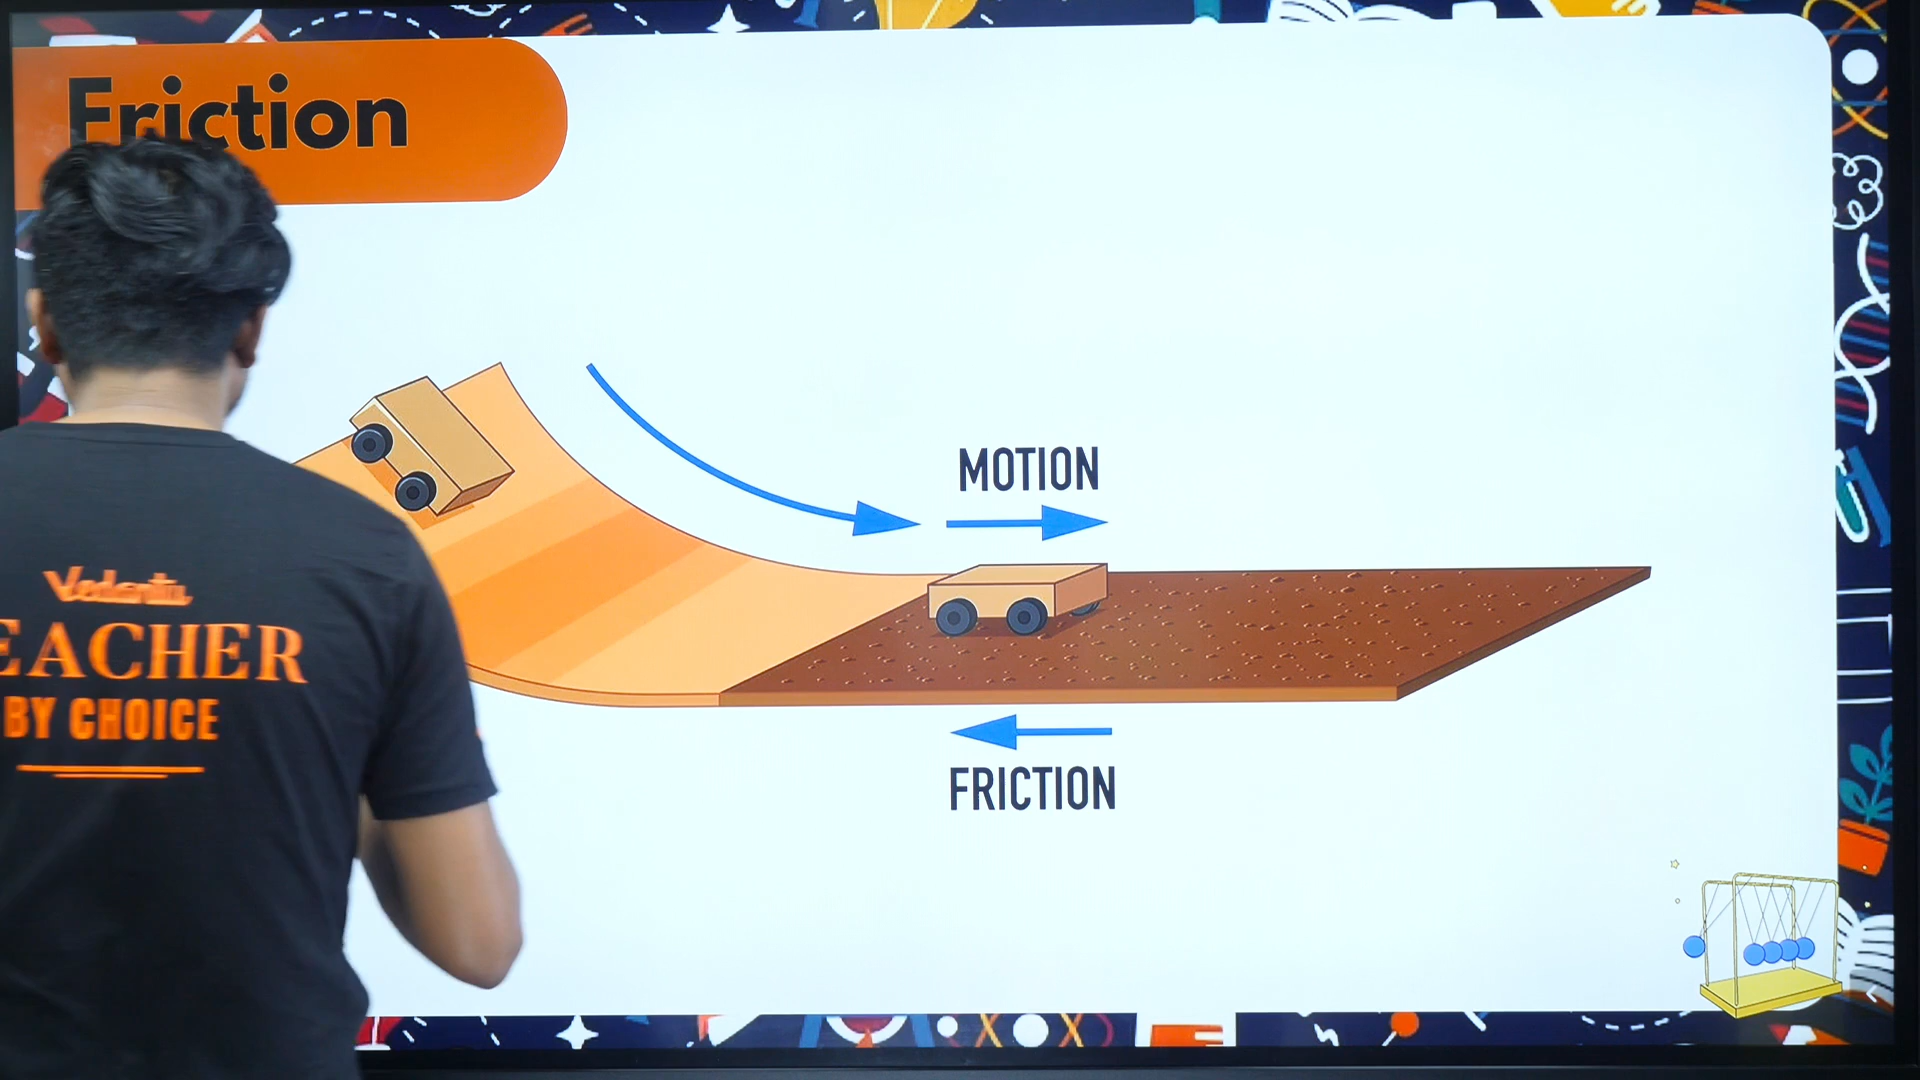 Friction
MOTION
FRICTION
Vedantu
EACHER
BY CHOICE